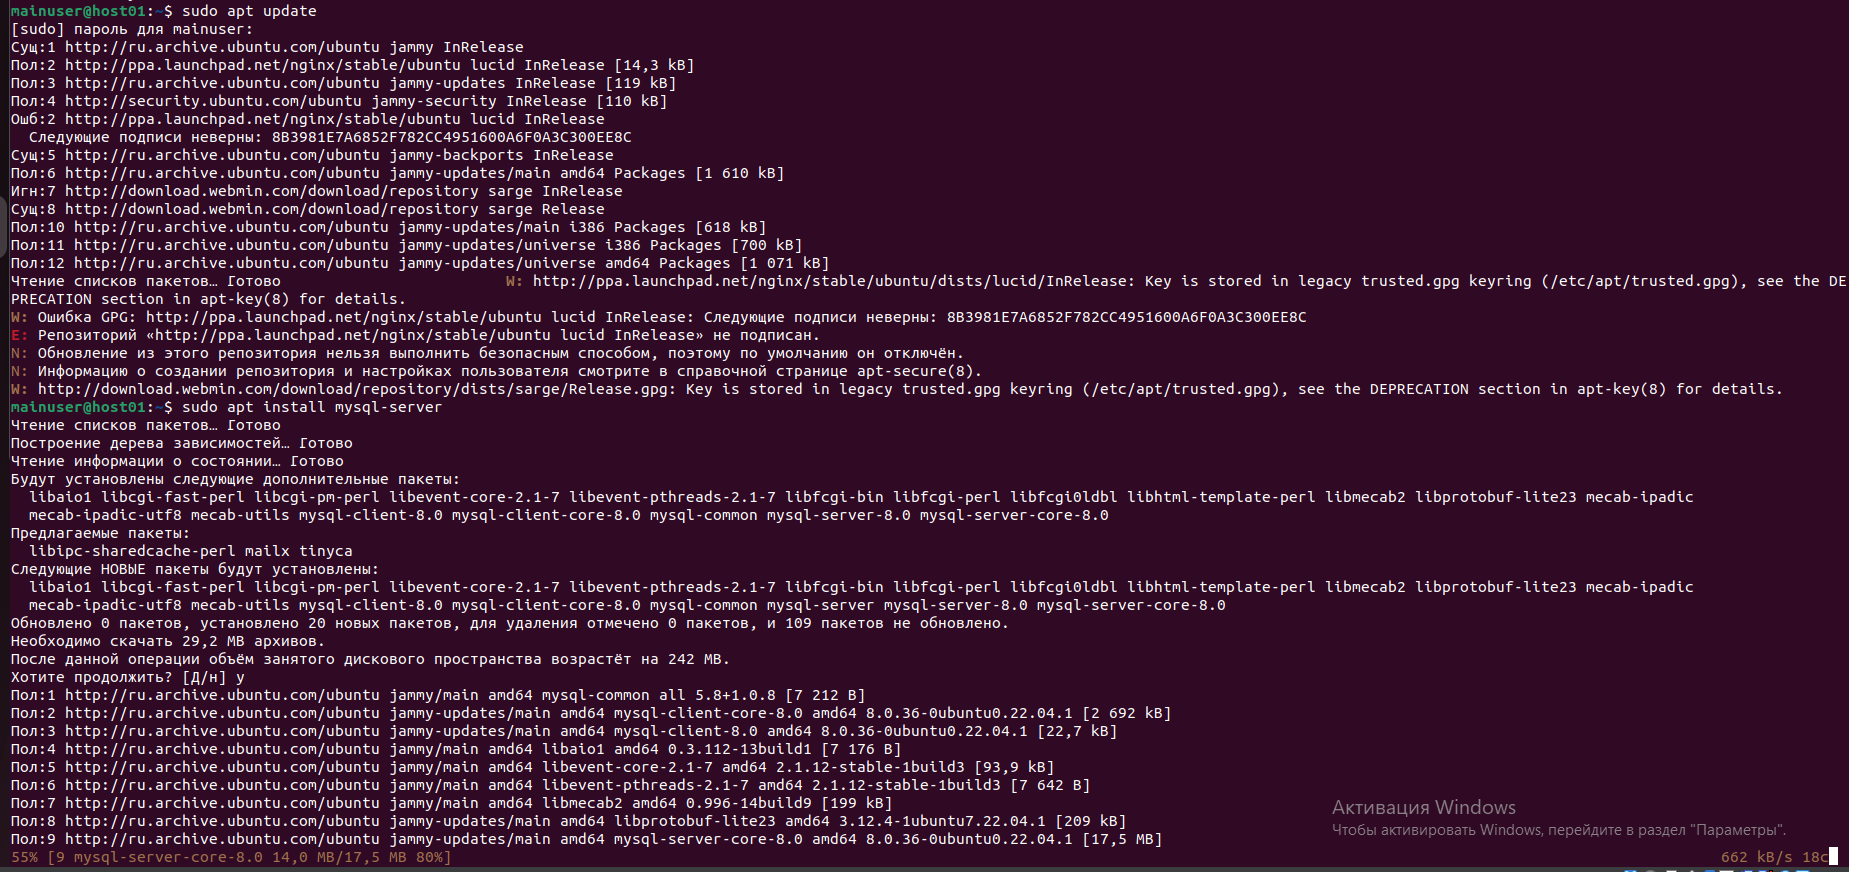 mainuser@host01:~$ sudo apt update
[sudo] пароль для mainuser:
Сущ:1 http://ru.archive.ubuntu.com/ubuntu jammy InRelease
Пол:2 http://ppa.launchpad.net/nginx/stable/ubuntu lucid InRelease [14,3 kB]
Пол:3 http://ru.archive.ubuntu.com/ubuntu jammy-updates InRelease [119 kB]
Пол:4 http://security.ubuntu.com/ubuntu jammy-security InRelease [110 kB]
Ошб:2 http://ppa.launchpad.net/nginx/stable/ubuntu lucid InRelease
  Следующие подписи неверны: 8B3981E7A6852F782CC4951600A6F0A3C300EE8C
Сущ:5 http://ru.archive.ubuntu.com/ubuntu jammy-backports InRelease
Пол:6 http://ru.archive.ubuntu.com/ubuntu jammy-updates/main amd64 Packages [1 610 kB]
Игн:7 http://download.webmin.com/download/repository sarge InRelease
Сущ:8 http://download.webmin.com/download/repository sarge Release
Пол:10 http://ru.archive.ubuntu.com/ubuntu jammy-updates/main i386 Packages [618 kB]
Пол:11 http://ru.archive.ubuntu.com/ubuntu jammy-updates/universe i386 Packages [700 kB]
Пол:12 http://ru.archive.ubuntu.com/ubuntu jammy-updates/universe amd64 Packages [1 071 kB]
Чтение списков пакетов… Готово                         W: http://ppa.launchpad.net/nginx/stable/ubuntu/dists/lucid/InRelease: Key is stored in legacy trusted.gpg keyring (/etc/apt/trusted.gpg), see the DE
PRECATION section in apt-key(8) for details.
W: Ошибка GPG: http://ppa.launchpad.net/nginx/stable/ubuntu lucid InRelease: Следующие подписи неверны: 8B3981E7A6852F782CC4951600A6F0A3C300EE8C
E: Репозиторий «http://ppa.launchpad.net/nginx/stable/ubuntu lucid InRelease» не подписан.
N: Обновление из этого репозитория нельзя выполнить безопасным способом, поэтому по умолчанию он отключён.
N: Информацию о создании репозитория и настройках пользователя смотрите в справочной странице apt-secure(8).
W: http://download.webmin.com/download/repository/dists/sarge/Release.gpg: Key is stored in legacy trusted.gpg keyring (/etc/apt/trusted.gpg), see the DEPRECATION section in apt-key(8) for details.
mainuser@host01:~$ sudo apt install mysql-server
Чтение списков пакетов… Готово
Построение дерева зависимостей… Готово
Чтение информации о состоянии… Готово
Будут установлены следующие дополнительные пакеты:
  libaio1 libcgi-fast-perl libcgi-pm-perl libevent-core-2.1-7 libevent-pthreads-2.1-7 libfcgi-bin libfcgi-perl libfcgi0ldbl libhtml-template-perl libmecab2 libprotobuf-lite23 mecab-ipadic
  mecab-ipadic-utf8 mecab-utils mysql-client-8.0 mysql-client-core-8.0 mysql-common mysql-server-8.0 mysql-server-core-8.0
Предлагаемые пакеты:
  libipc-sharedcache-perl mailx tinyca
Следующие НОВЫЕ пакеты будут установлены:
  libaio1 libcgi-fast-perl libcgi-pm-perl libevent-core-2.1-7 libevent-pthreads-2.1-7 libfcgi-bin libfcgi-perl libfcgi0ldbl libhtml-template-perl libmecab2 libprotobuf-lite23 mecab-ipadic
  mecab-ipadic-utf8 mecab-utils mysql-client-8.0 mysql-client-core-8.0 mysql-common mysql-server mysql-server-8.0 mysql-server-core-8.0
Обновлено 0 пакетов, установлено 20 новых пакетов, для удаления отмечено 0 пакетов, и 109 пакетов не обновлено.
Необходимо скачать 29,2 MB архивов.
После данной операции объём занятого дискового пространства возрастёт на 242 MB.
Хотите продолжить? [Д/н] y
Пол:1 http://ru.archive.ubuntu.com/ubuntu jammy/main amd64 mysql-common all 5.8+1.0.8 [7 212 B]
Пол:2 http://ru.archive.ubuntu.com/ubuntu jammy-updates/main amd64 mysql-client-core-8.0 amd64 8.0.36-0ubuntu0.22.04.1 [2 692 kB]
Пол:3 http://ru.archive.ubuntu.com/ubuntu jammy-updates/main amd64 mysql-client-8.0 amd64 8.0.36-0ubuntu0.22.04.1 [22,7 kB]
Пол:4 http://ru.archive.ubuntu.com/ubuntu jammy/main amd64 libaio1 amd64 0.3.112-13build1 [7 176 B]
Пол:5 http://ru.archive.ubuntu.com/ubuntu jammy/main amd64 libevent-core-2.1-7 amd64 2.1.12-stable-1build3 [93,9 kB]
Пол:6 http://ru.archive.ubuntu.com/ubuntu jammy/main amd64 libevent-pthreads-2.1-7 amd64 2.1.12-stable-1build3 [7 642 B]
Пол:7 http://ru.archive.ubuntu.com/ubuntu jammy/main amd64 libmecab2 amd64 0.996-14build9 [199 kB]
Пол:8 http://ru.archive.ubuntu.com/ubuntu jammy-updates/main amd64 libprotobuf-lite23 amd64 3.12.4-1ubuntu7.22.04.1 [209 kB]
Пол:9 http://ru.archive.ubuntu.com/ubuntu jammy-updates/main amd64 mysql-server-core-8.0 amd64 8.0.36-0ubuntu0.22.04.1 [17,5 MB]
55% [9 mysql-server-core-8.0 14,0 MB/17,5 MB 80%] 662 kB/s 18с
Активация Windows
Чтобы активировать Windows, перейдите в раздел "Параметры".